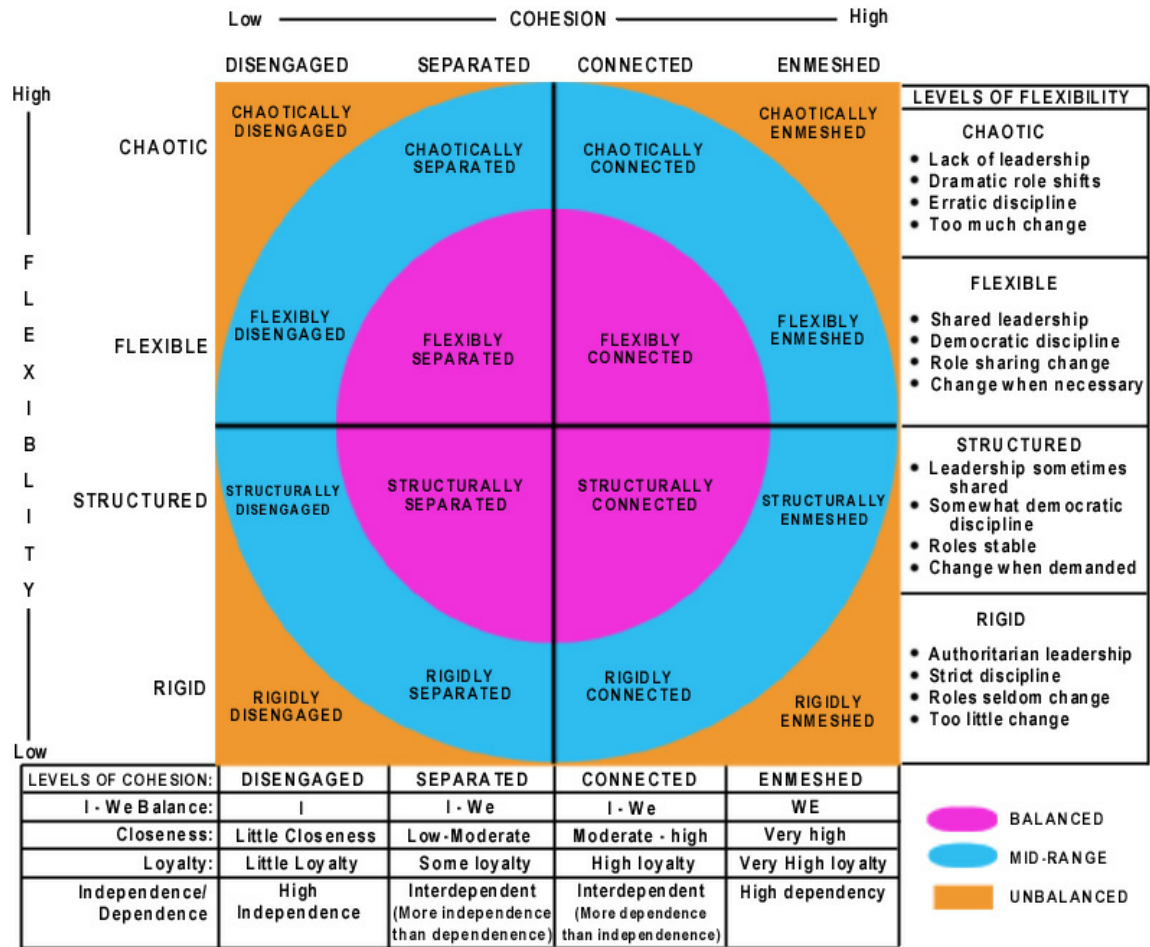 Low COHESION High
DISENGAGED SEPARATED CONNECTED ENMESHED
High
FLEXIBLITY
Low
CHAOTIC
CHAOTICALLY
DISENGAGED
CHAOTICALLY
SEPARATED
CHAOTICALLY
CONNECTED
CHAOTICALLY
ENMESHED
FLEXIBLE
FLEXIBLY
DISENGAGED
FLEXIBLY
SEPARATED
FLEXIBLY
CONNECTED
FLEXIBLY
ENMESHED
STRUCTURED
STRUCTURALLY
DISENGAGED
STRUCTURALLY
SEPARATED
STRUCTURALLY
CONNECTED
STRUCTURALLY
ENMESHED
RIGID
RIGIDLY
DISENGAGED
RIGIDLY
SEPARATED
RIGIDLY
CONNECTED
RIGIDLY
ENMESHED
LEVELS OF FLEXIBILITY
CHAOTIC
• Lack of leadership
• Dramatic role shifts
• Erratic discipline
• Too much change
FLEXIBLE
• Shared leadership
• Democratic discipline
• Role sharing change
• Change when necessary
STRUCTURED
• Leadership sometimes
shared
• Somewhat democratic
discipline
• Roles stable
• Change when demanded
RIGID
• Authoritarian leadership
• Strict discipline
• Roles seldom change
• Too little change
LEVELS OF COHESION: DISENGAGED SEPARATED CONNECTED ENMESHED
I - We Balance: I I - We I - We WE
Closeness: Little Closeness Low-Moderate Moderate - high Very high
Loyalty: Little Loyalty Some loyalty High loyalty Very High loyalty
Independence/
Dependence:
High
Independence
Interdependent
(More independence
than dependenence)
Interdependent
(More dependence
than independenence)
High dependency
BALANCED
MID-RANGE
UNBALANCED